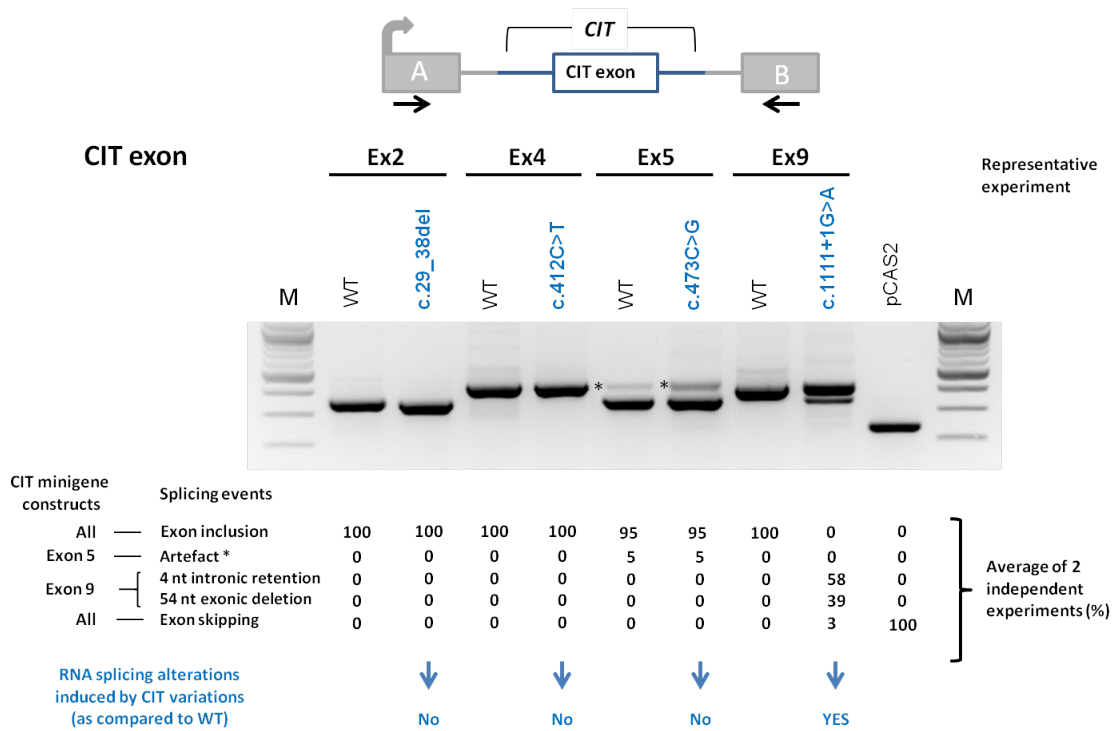 CIT
A
CIT exon
B
CIT exon
Ex2
Ex4
Ex5
Ex9
Representative
experiment
M
WT
c.29_38del
WT
c.412C>T
WT
c.473C>G
WT
c.1111+1G>A
pCAS2
M
*
*
CIT minigene
constructs
Splicing events
All
Exon inclusion
100 100 100 100 95 95 100 0 0
Exon 5
Artefact *
0 0 0 0 5 5 0 0 0
Exon 9
4 nt intronic retention
0 0 0 0 0 0 0 58 0
54 nt exonic deletion
0 0 0 0 0 0 0 39 0
All
Exon skipping
0 0 0 0 0 0 0 3 100
Average of 2
independent
experiments (%)
RNA splicing alterations
induced by CIT variations
(as compared to WT)
No
No
No
YES